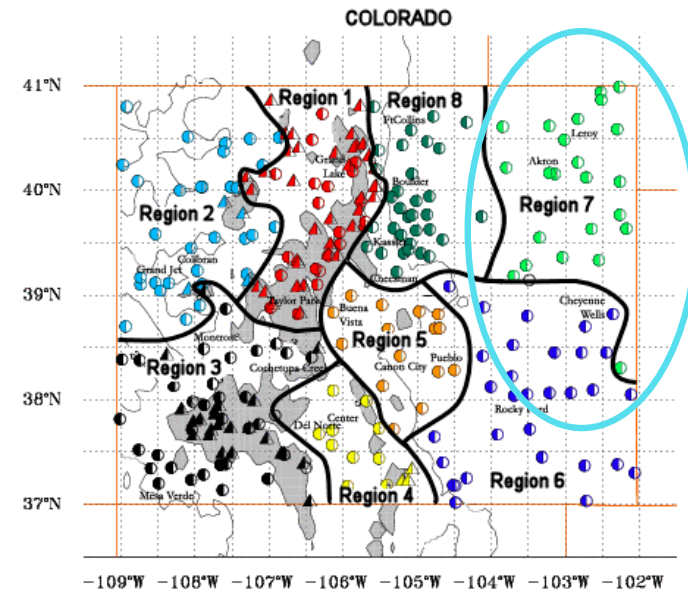 COLORADO
41°N
Region 1
Region 8
FtCollins
Leroy
Grand
Lake
Akron
40°N
Boulder
Region 2
Region 7
Kassler
Collbran
Grand Jct
Cheesman
39°N
Taylor Park
Buena
Vista
Cheyenne
Wells
Montrose
Region 5
Region 3
Cochetopa Creek
Canon City
Pueblo
38°N
Rocky Ford
Del Norte
Center
Mesa Verde
Region 4
Region 6
37°N
-109°W -108°W -107°W -106°W -105°W -104°W -103°W -102°W